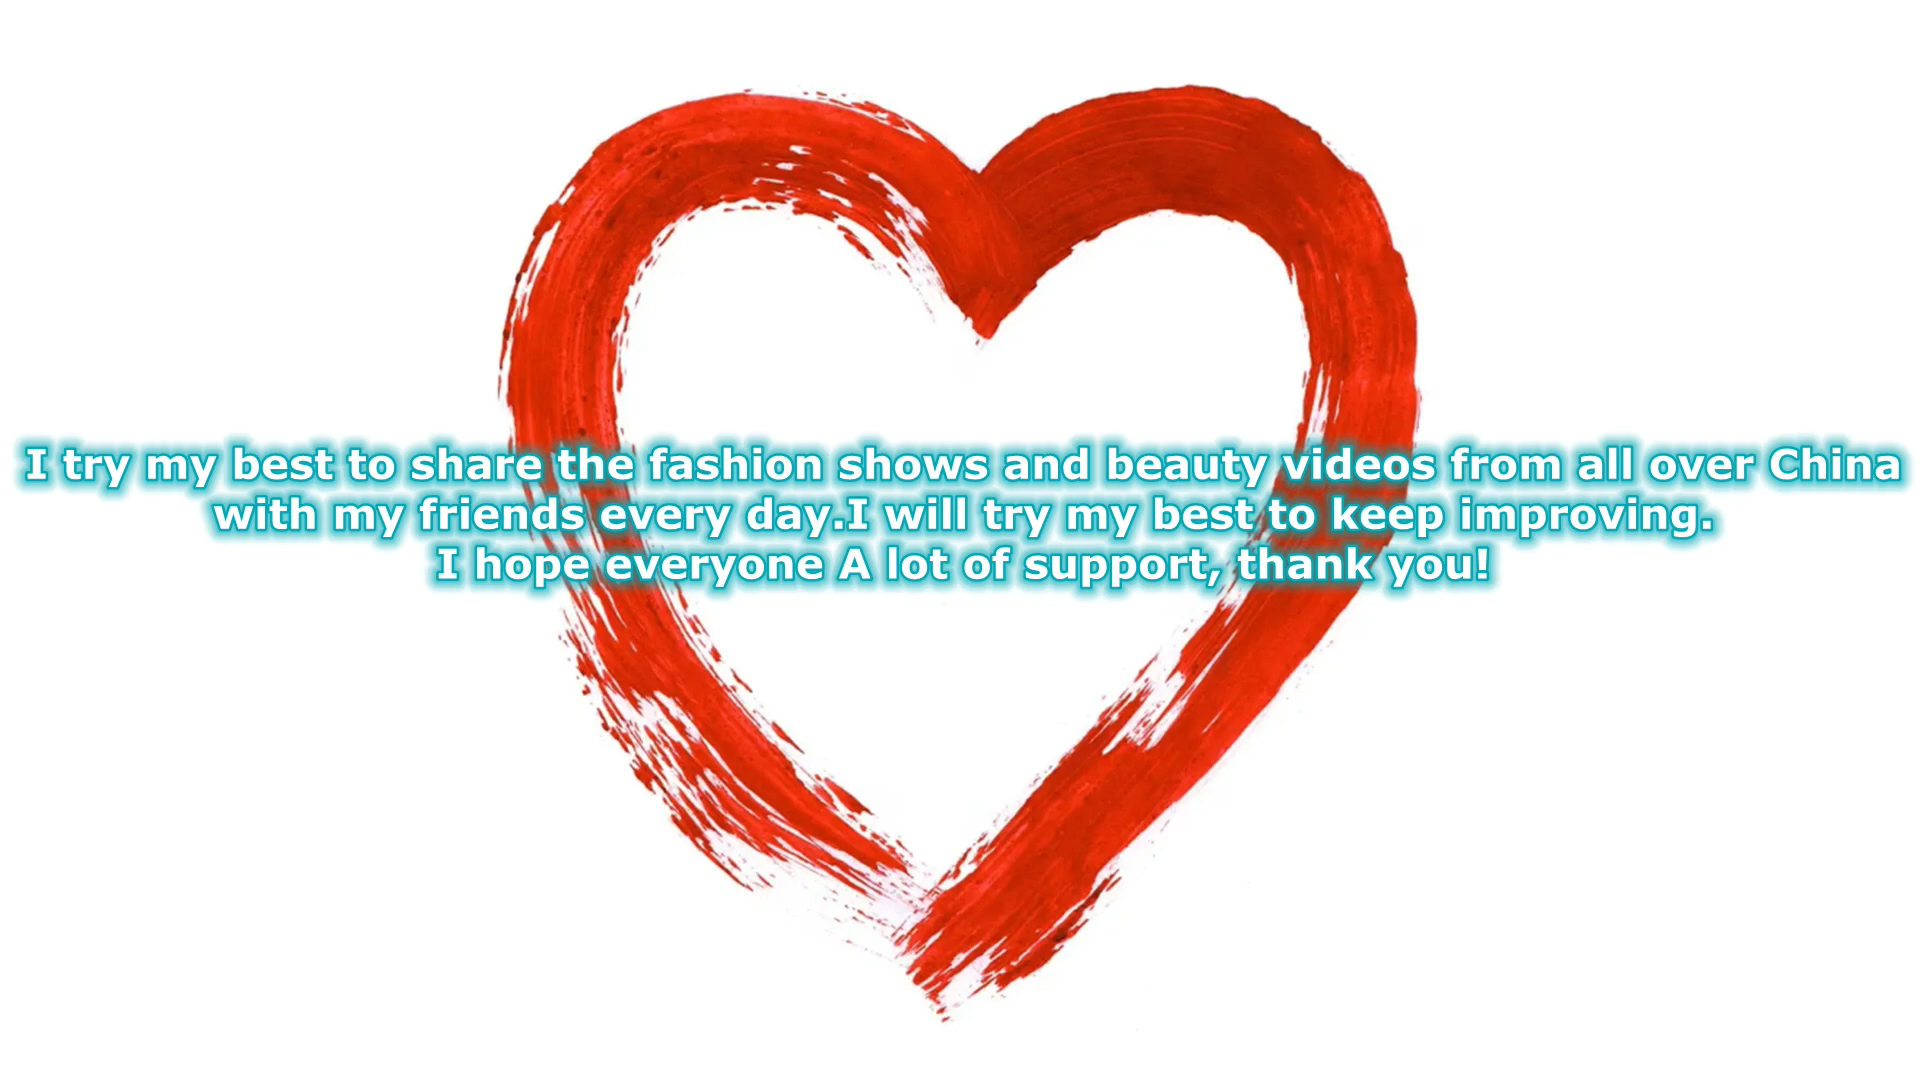 I try my best to share the fashion shows and beauty videos from all over China
with my friends every day.I will try my best to keep improving.
I hope everyone A lot of support, thank you!